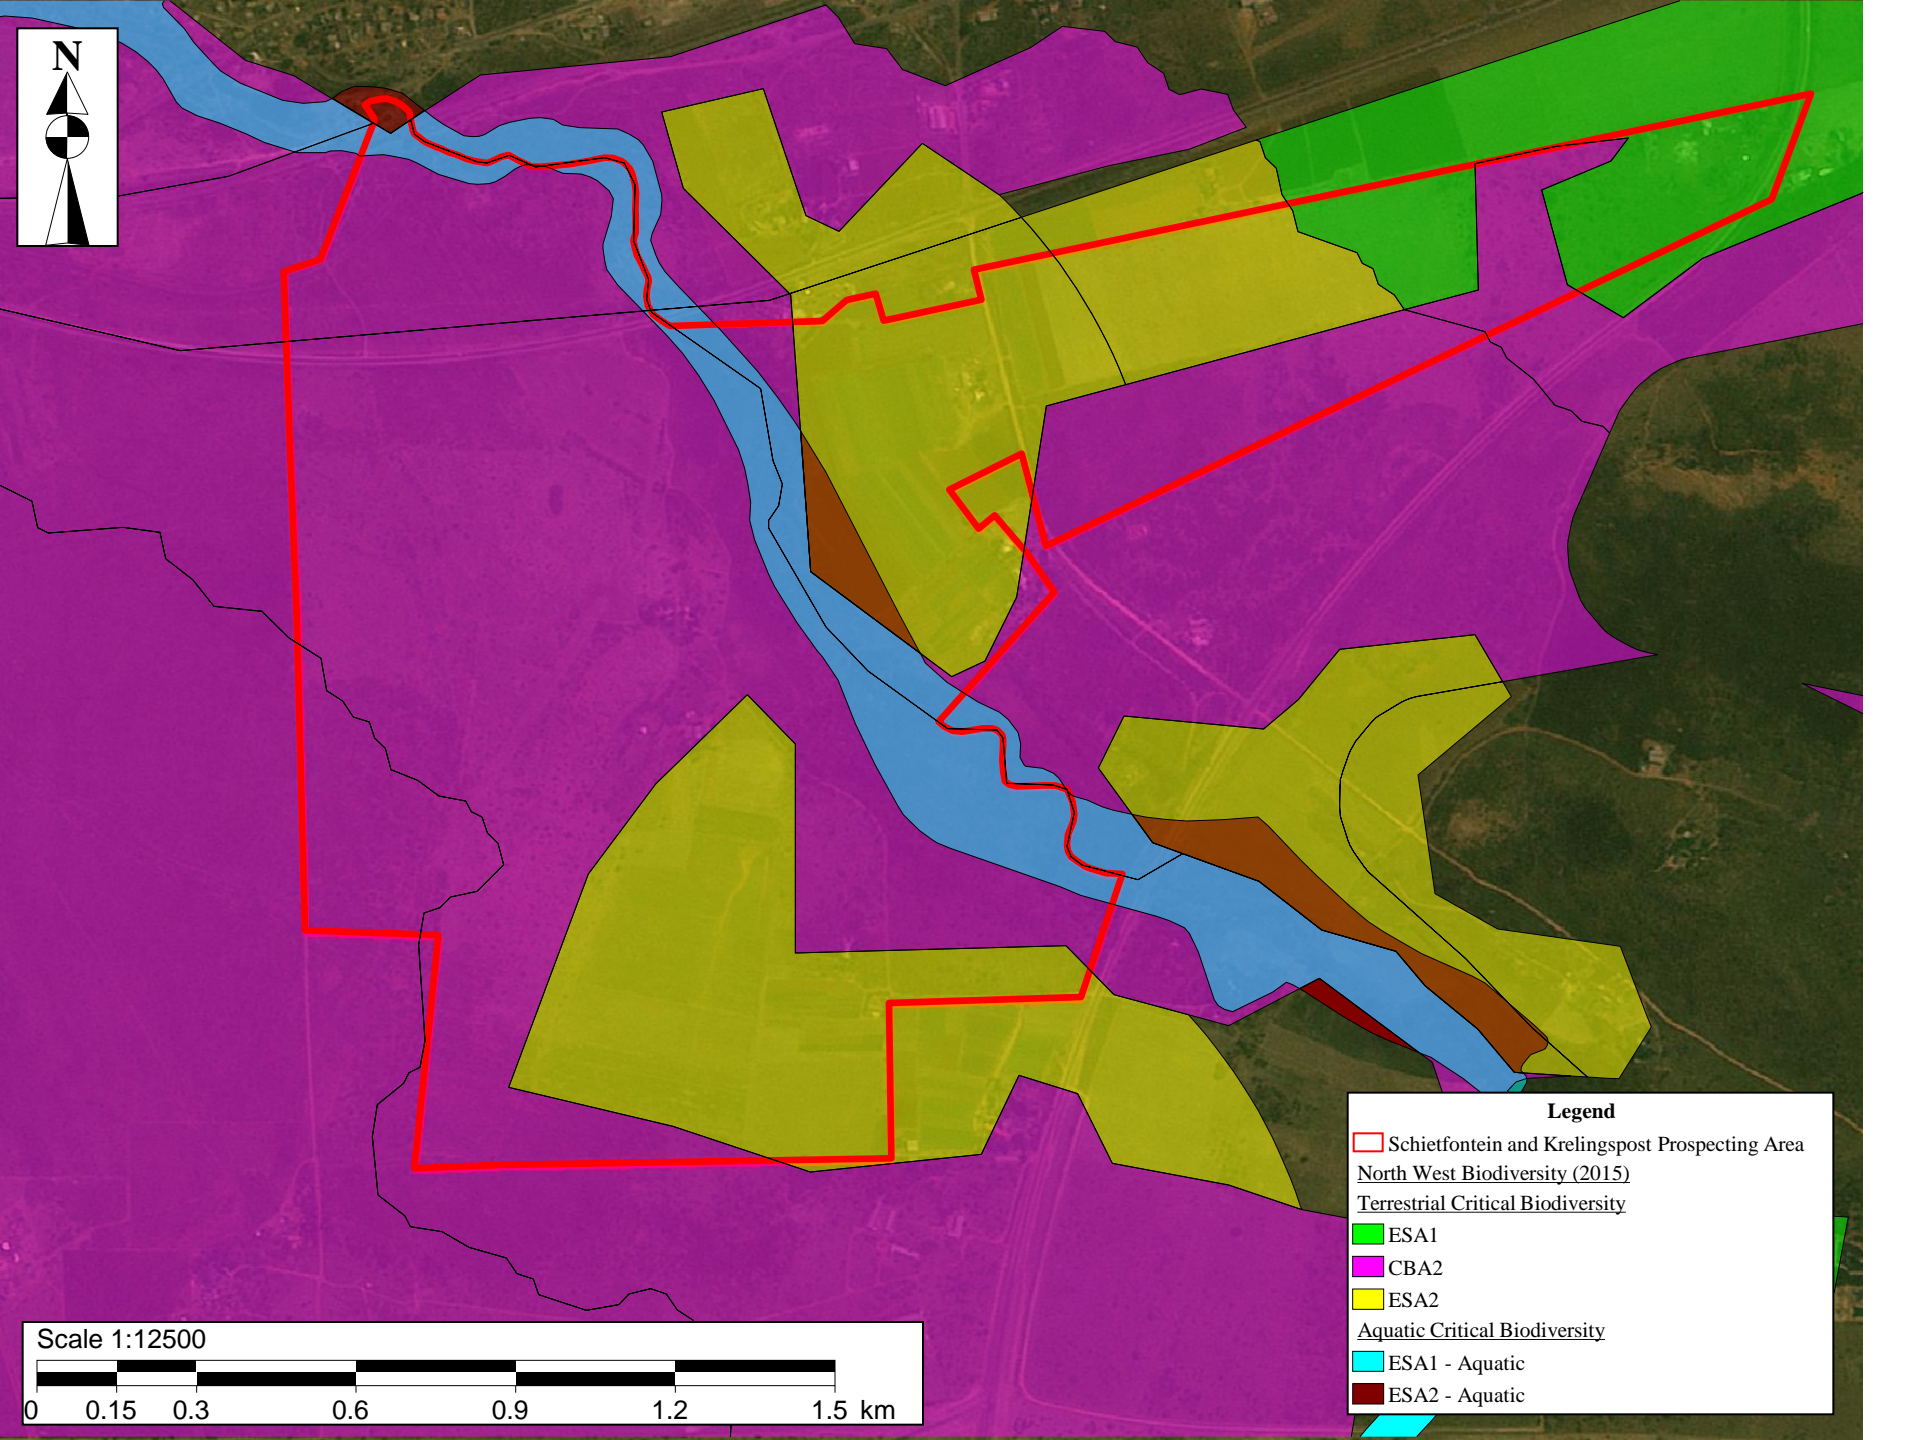 N
Legend
Schietfontein and Krelingspost Prospecting Area
North West Biodiversity (2015)
Terrestrial Critical Biodiversity
ESA1
CBA2
ESA2
Aquatic Critical Biodiversity
ESA1 - Aquatic
ESA2 - Aquatic
Scale 1:12500
0 0.15 0.3 0.6 0.9 1.2 1.5 km